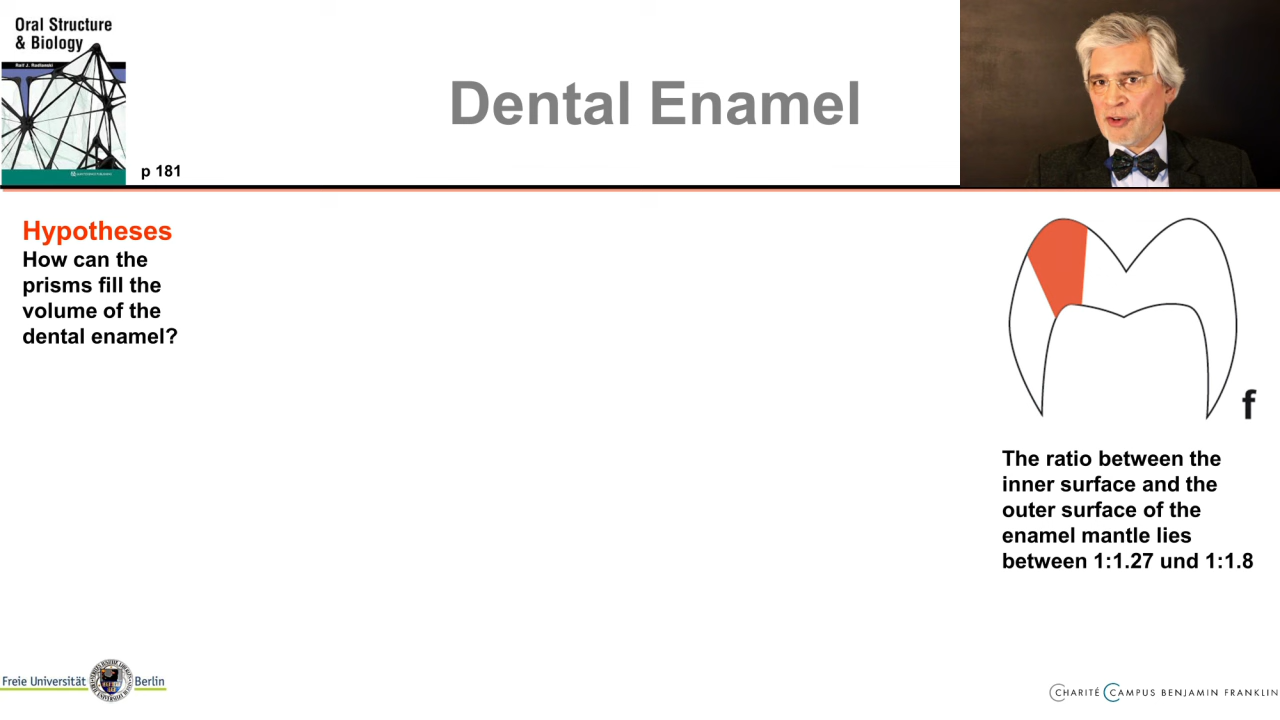 Oral Structure
& Biology
Ralf J. Radlanski
p 181
Dental Enamel
Hypotheses
How can the
prisms fill the
volume of the
dental enamel?
f
The ratio between the
inner surface and the
outer surface of the
enamel mantle lies
between 1:1.27 und 1:1.8
Freie Universität Berlin
CHARITÉ CAMPUS BENJAMIN FRANKLIN